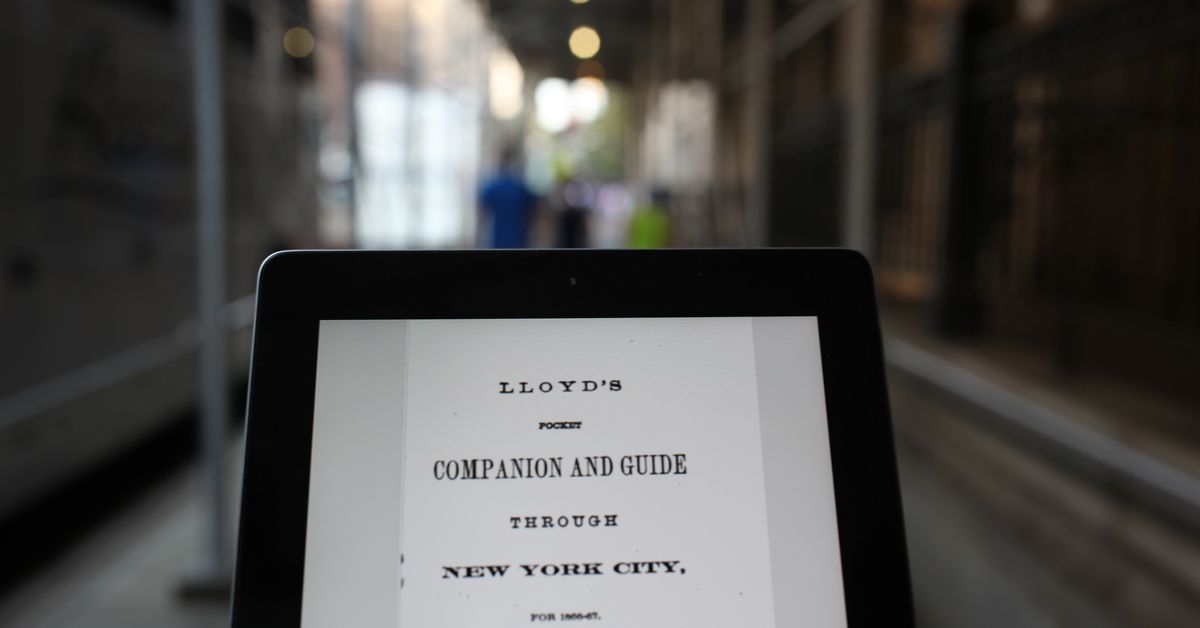 LLOYD'S
POCKET
COMPANION AND GUIDE
THROUGH
NEW YORK CITY,
FOR 1866-67.